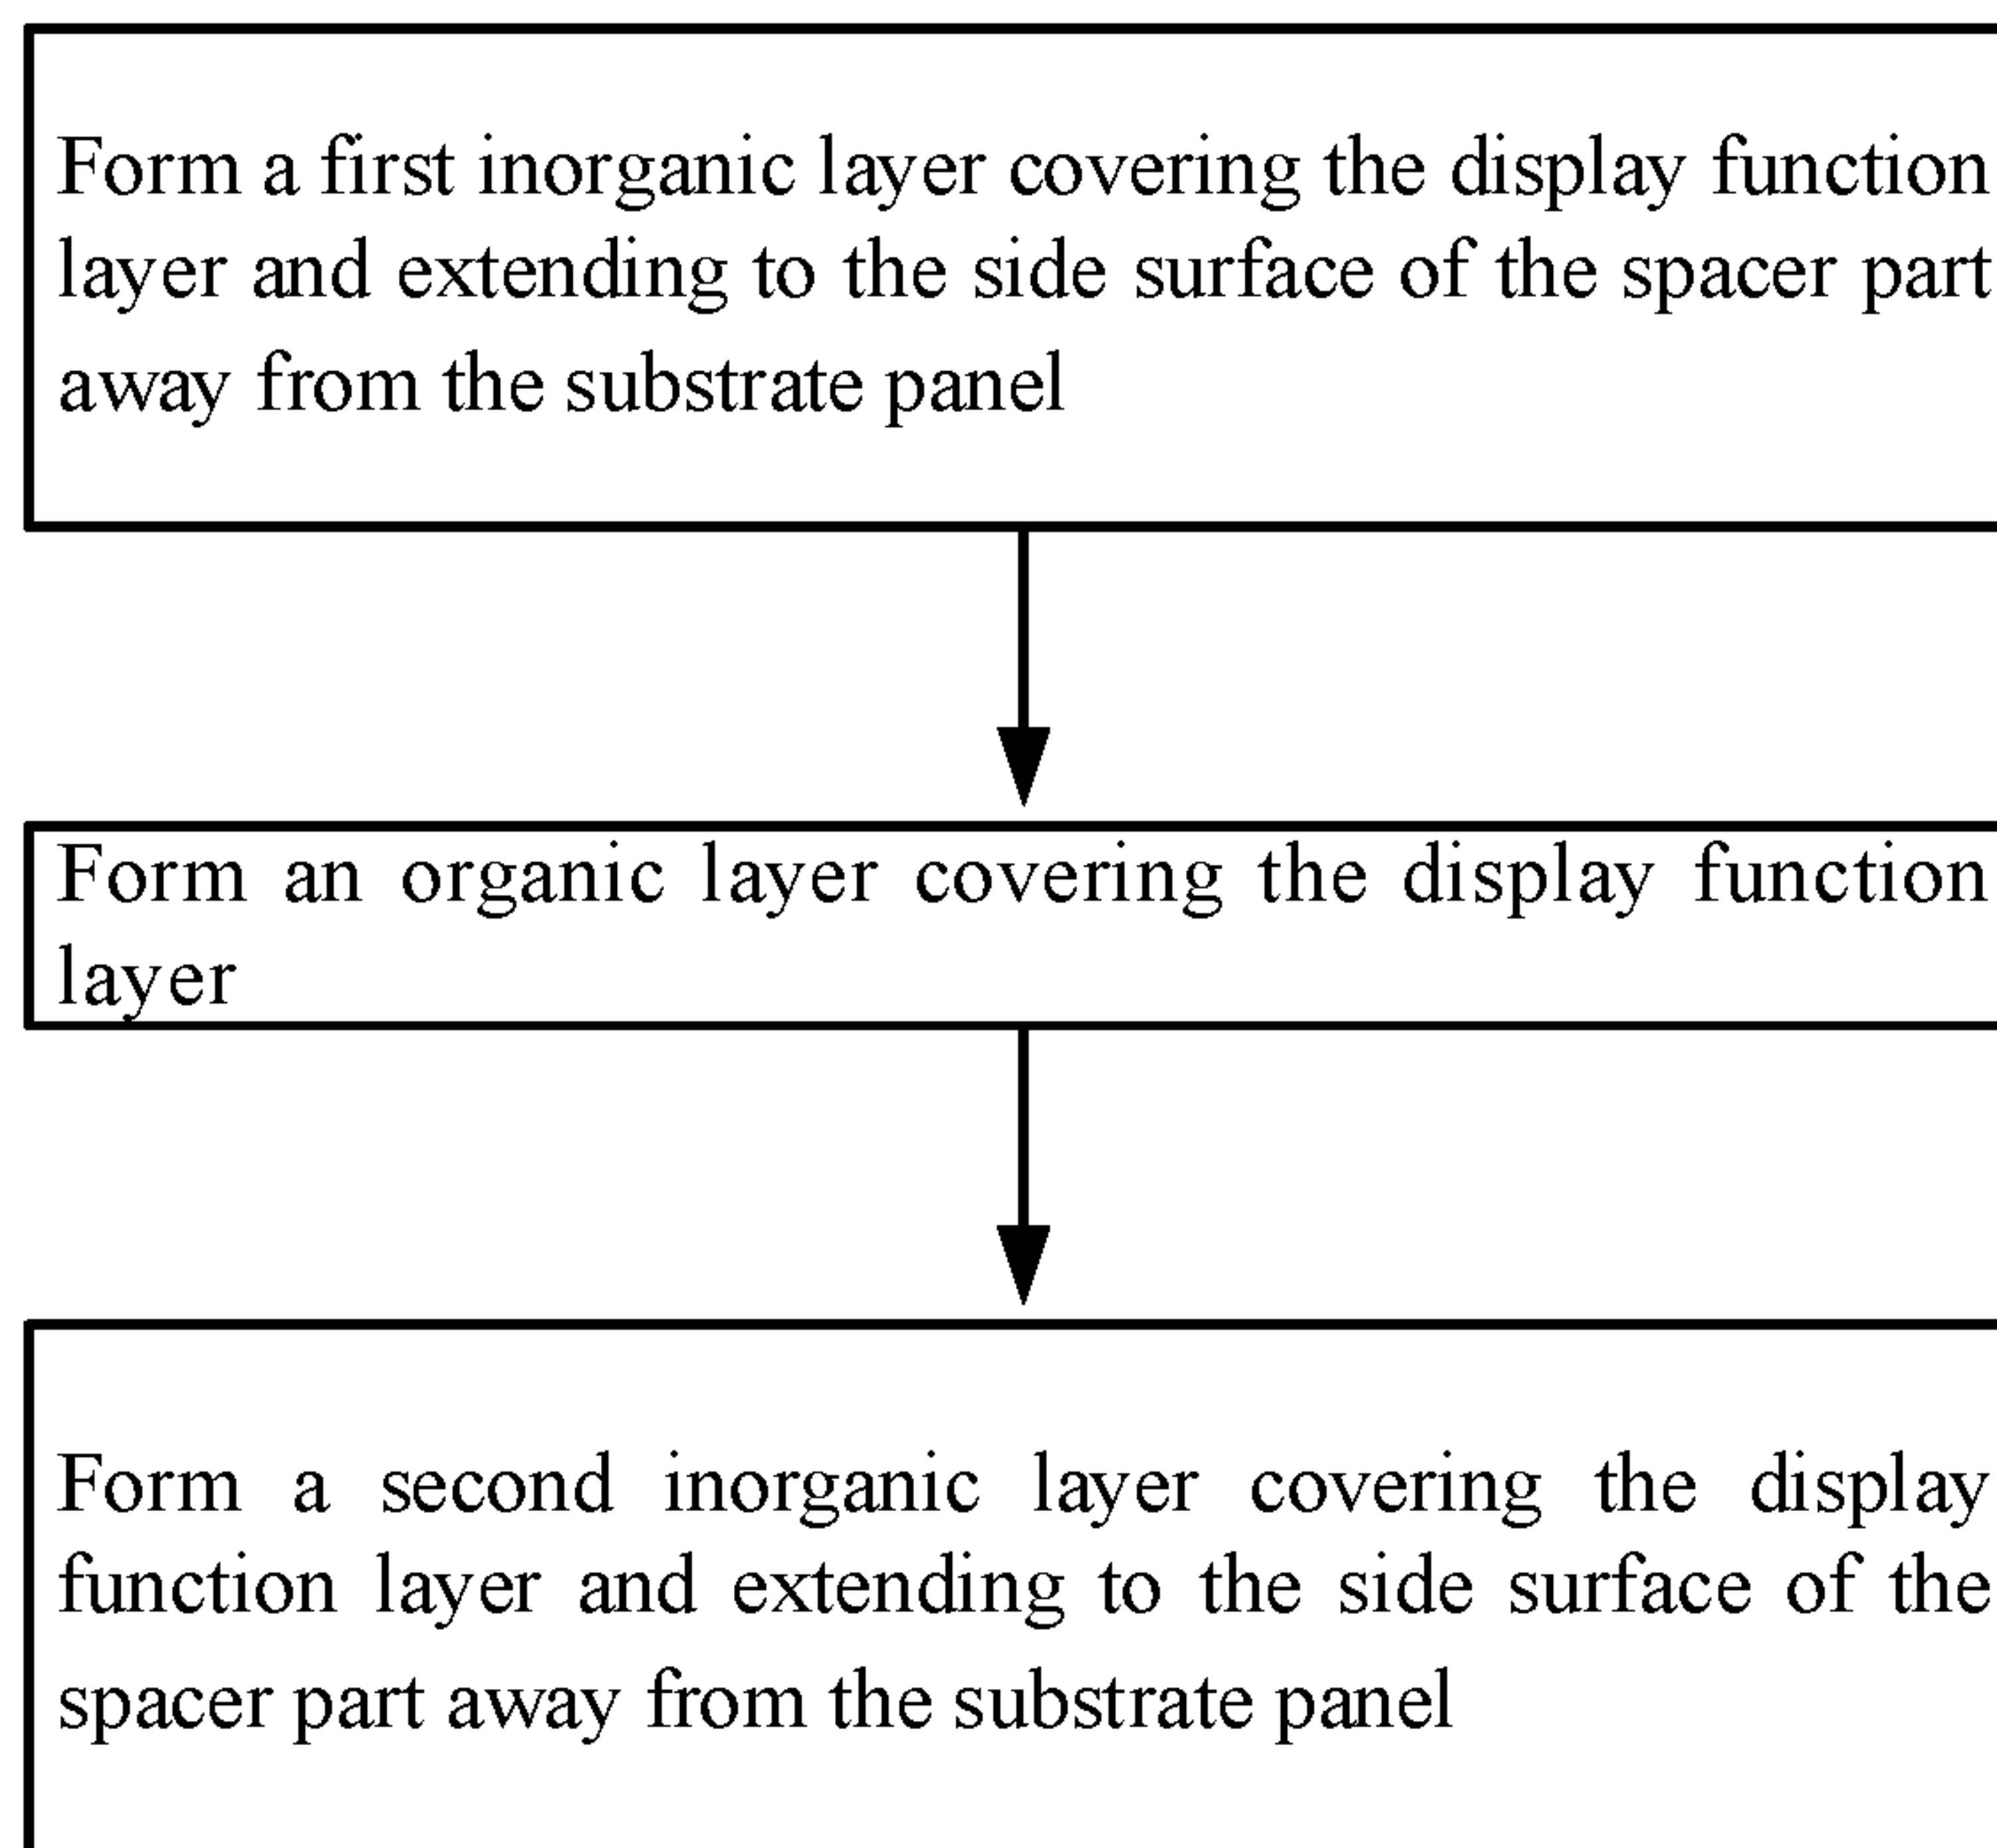 Form a first inorganic layer covering the display function
layer and extending to the side surface of the spacer part
away from the substrate panel
Form an organic layer covering the display function
layer
Form a second inorganic layer covering the display
function layer and extending to the side surface of the
spacer part away from the substrate panel